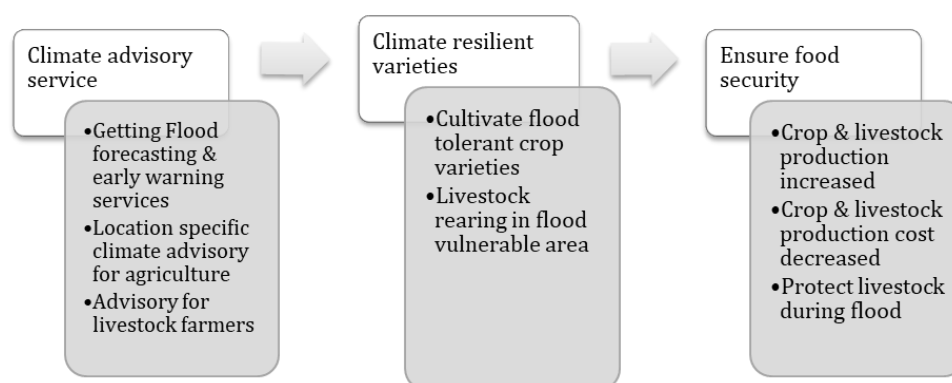 Climate advisory
service
•Getting Flood
forecasting &
early warning
services
•Location specific
climate advisory
for agriculture
•Advisory for
livestock farmers
Climate resilient
varieties
•Cultivate flood
tolerant crop
varieties
•Livestock
rearing in flood
vulnerable area
Ensure food
security
•Crop & livestock
production
increased
•Crop & livestock
production cost
decreased
•Protect livestock
during flood